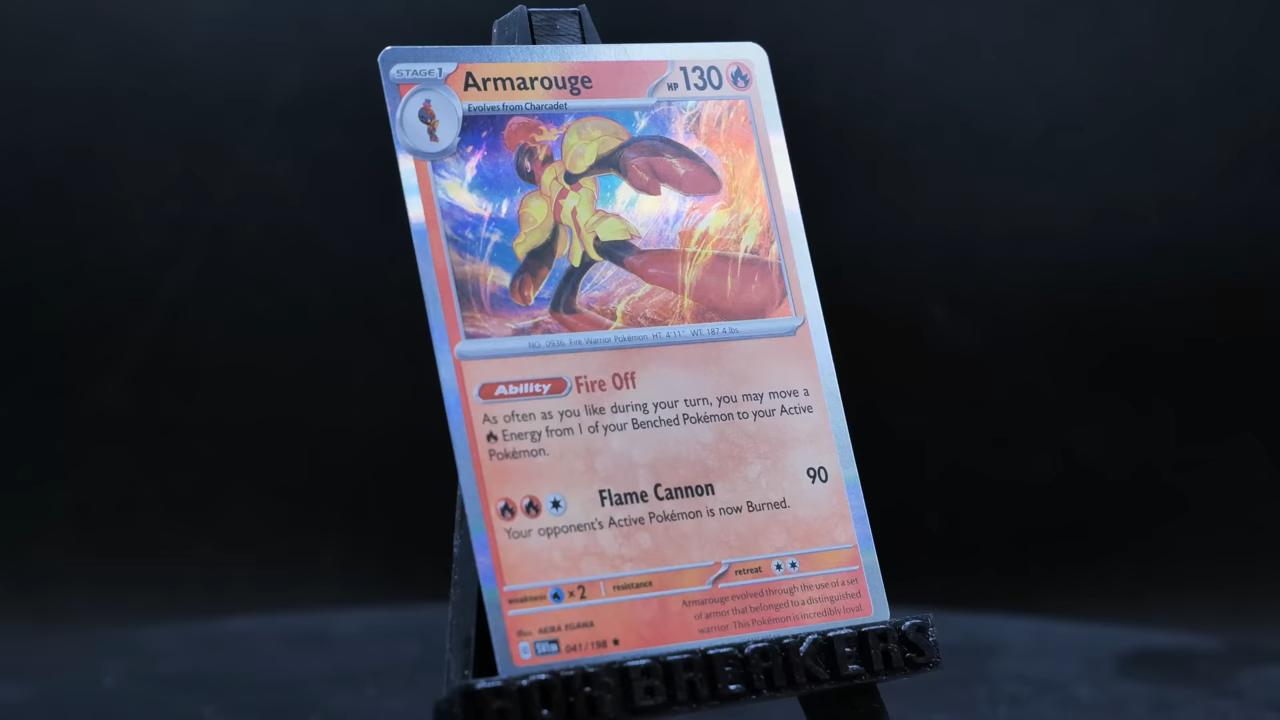 STAGE 1
Armarouge
HP 130
Evolves from Charcadet
NO. 0936 Fire Warrior Pokémon HT. 4'11" WT. 187.4 lbs
Ability Fire Off
As often as you like during your turn, you may move a
Energy from 1 of your Benched Pokémon to your Active
Pokémon.
Flame Cannon 90
Your opponent's Active Pokémon is now Burned.
weakness ×2 resistance retreat
Armarouge evolved through the use of a set
of armor that belonged to a distinguished
warrior. This Pokémon is incredibly loyal.
Illus. AKIRA EGAWA
041/198
BREAKERS